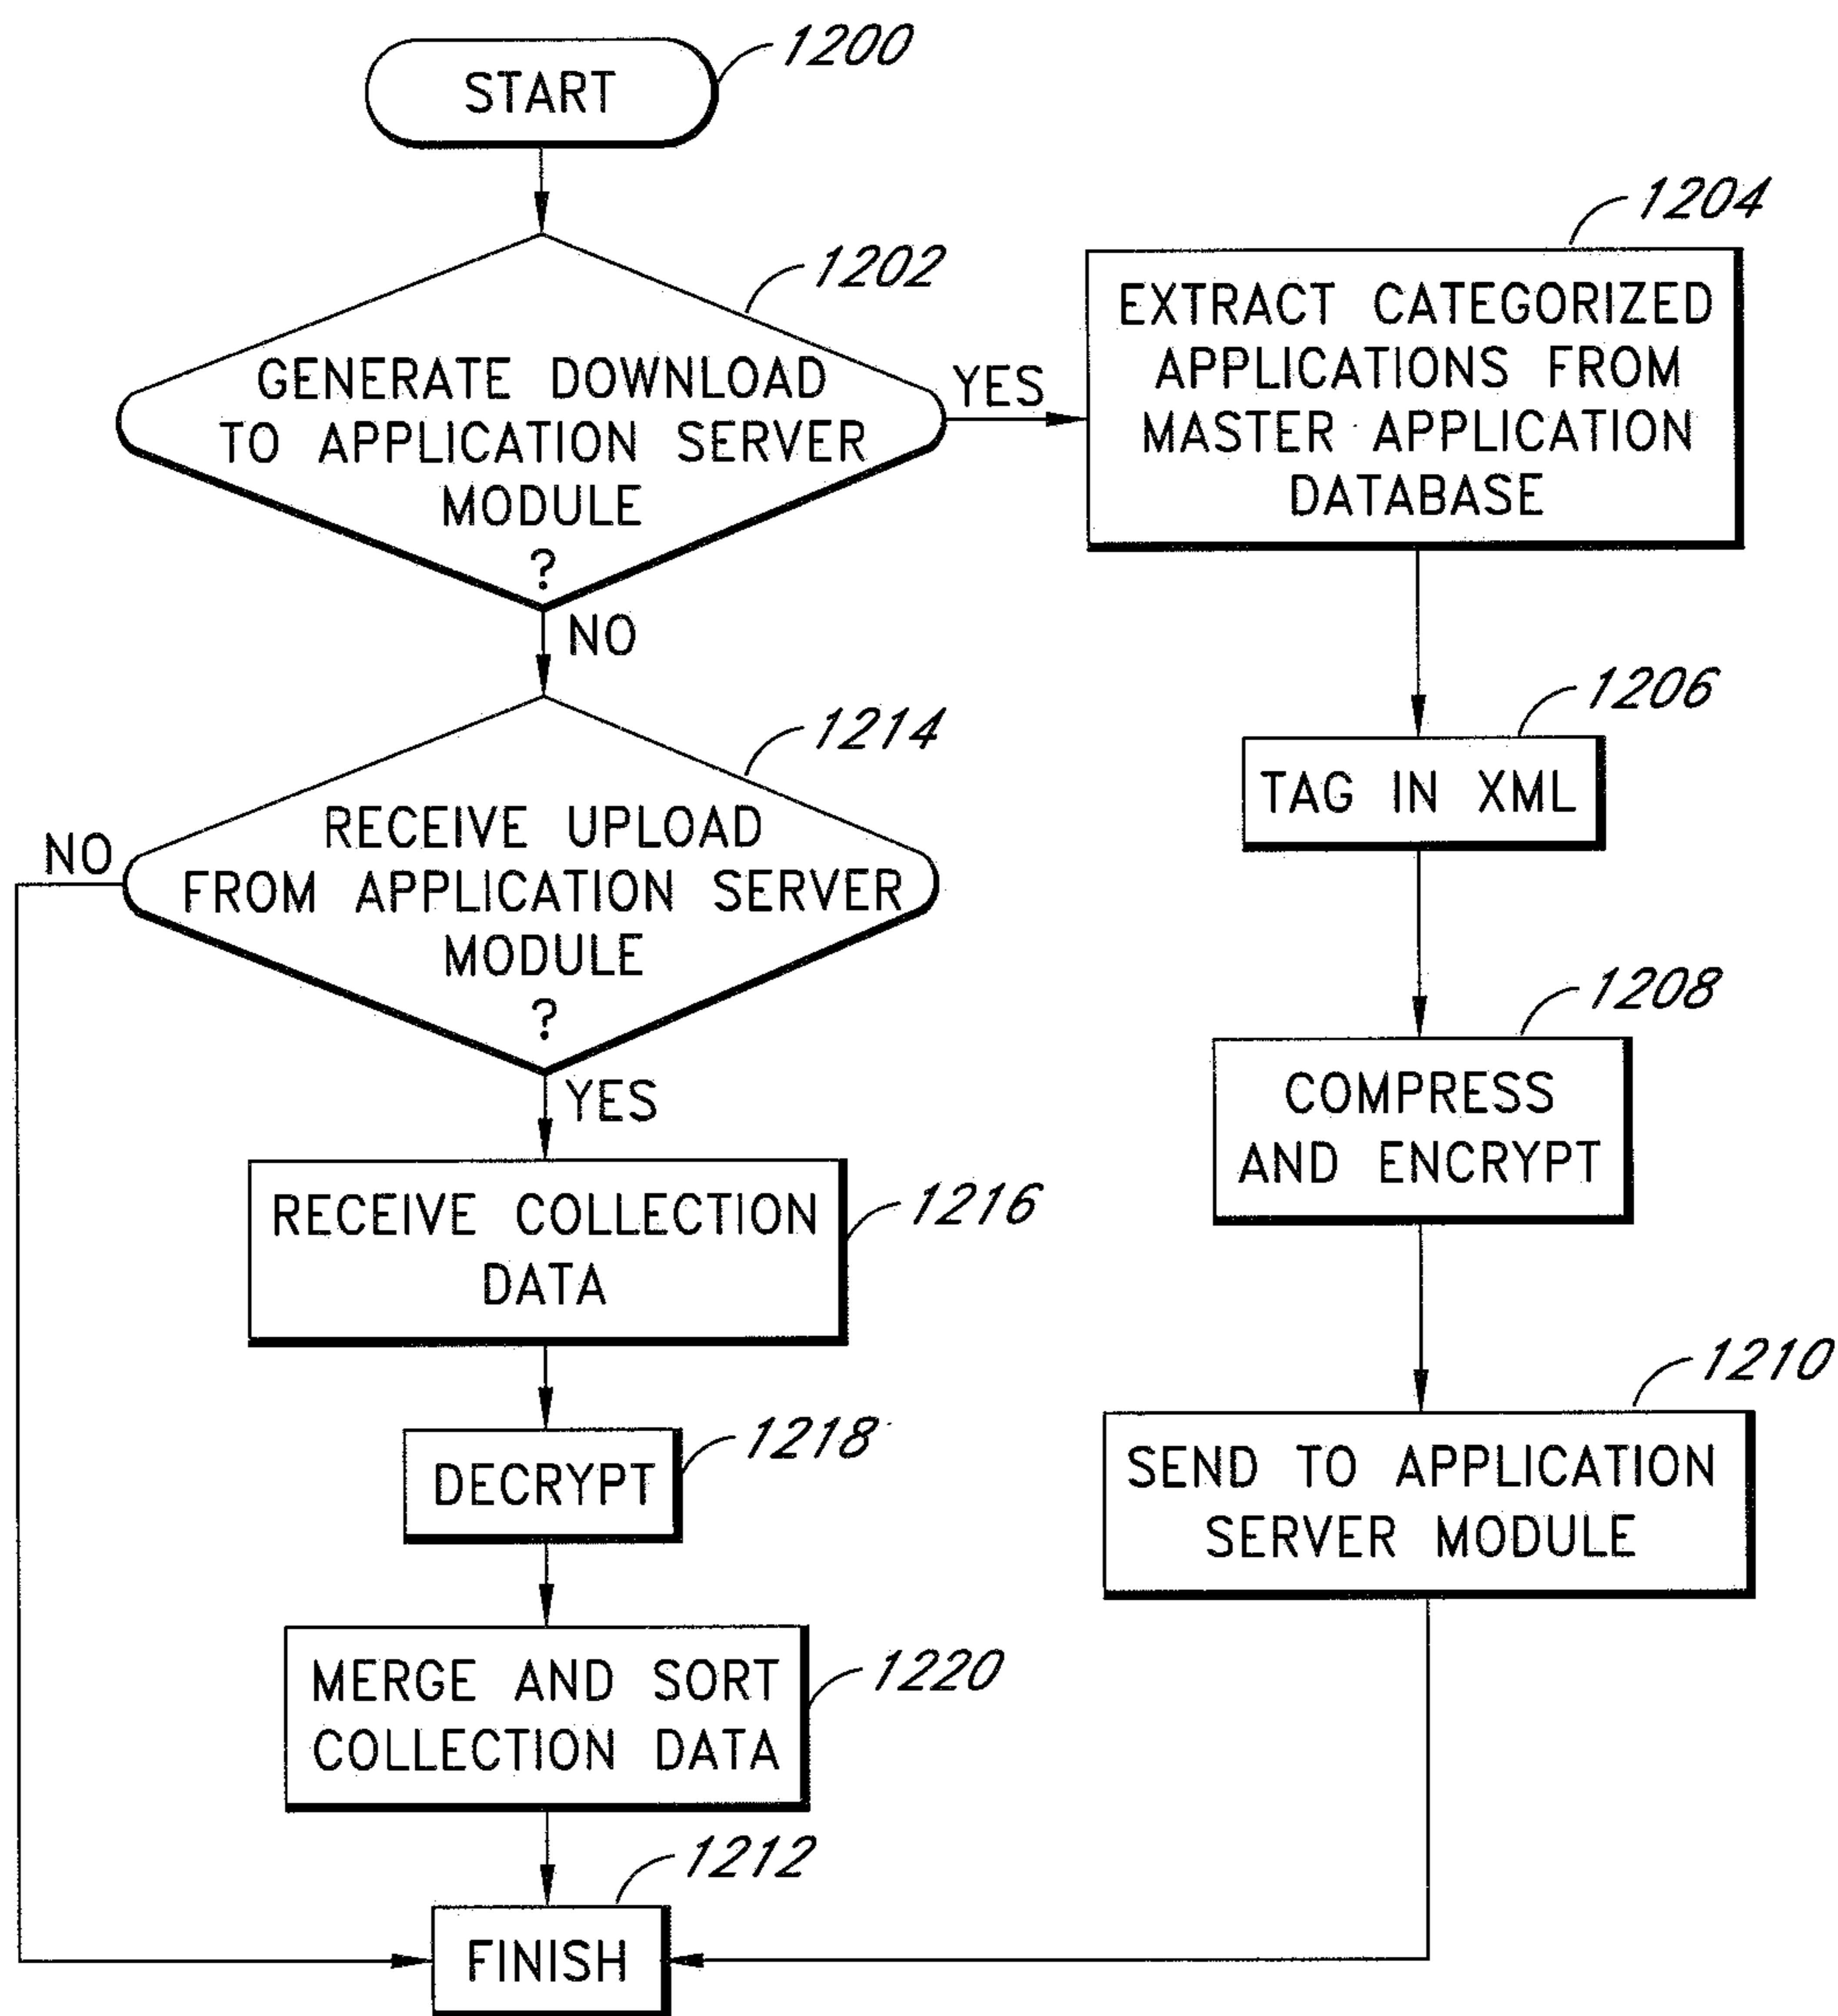 START
1200
GENERATE DOWNLOAD
TO APPLICATION SERVER
MODULE
?
1202
YES
EXTRACT CATEGORIZED
APPLICATIONS FROM
MASTER APPLICATION
DATABASE
1204
NO
TAG IN XML
1206
RECEIVE UPLOAD
FROM APPLICATION SERVER
MODULE
?
1214
NO
YES
COMPRESS
AND ENCRYPT
1208
RECEIVE COLLECTION
DATA
1216
SEND TO APPLICATION
SERVER MODULE
1210
DECRYPT
1218
MERGE AND SORT
COLLECTION DATA
1220
FINISH
1212